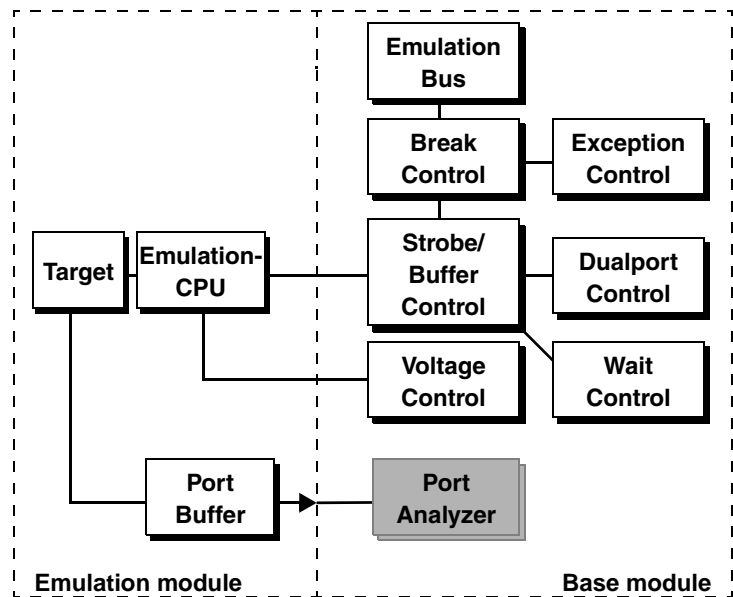 Emulation
Bus
Break
Control
Exception
Control
Target
Emulation-
CPU
Strobe/
Buffer
Control
Dualport
Control
Voltage
Control
Wait
Control
Port
Buffer
Port
Analyzer
Emulation module
Base module